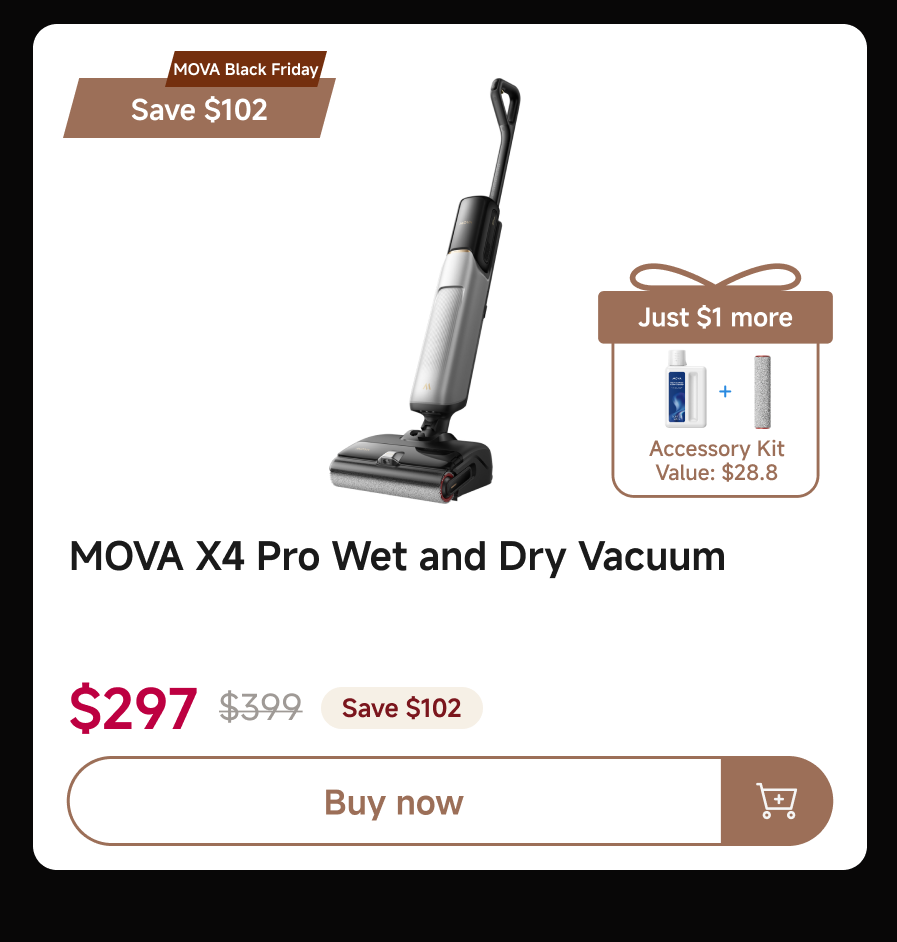 MOVA Black Friday
Save $102
Just $1 more
MOVA
+
Accessory Kit
Value: $28.8
MOVA X4 Pro Wet and Dry Vacuum
$297 $399 Save $102
Buy now